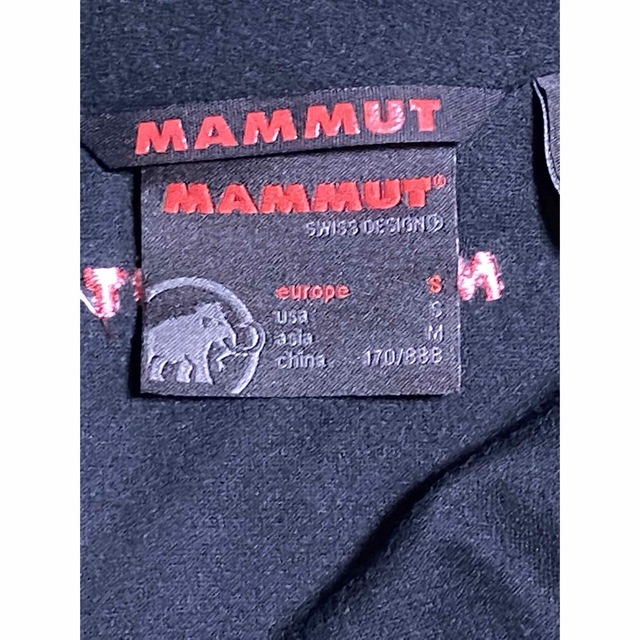 MAMMUT
MAMMUT®
SWISS DESIGN
europe S
usa S
asia M
china 170/88B